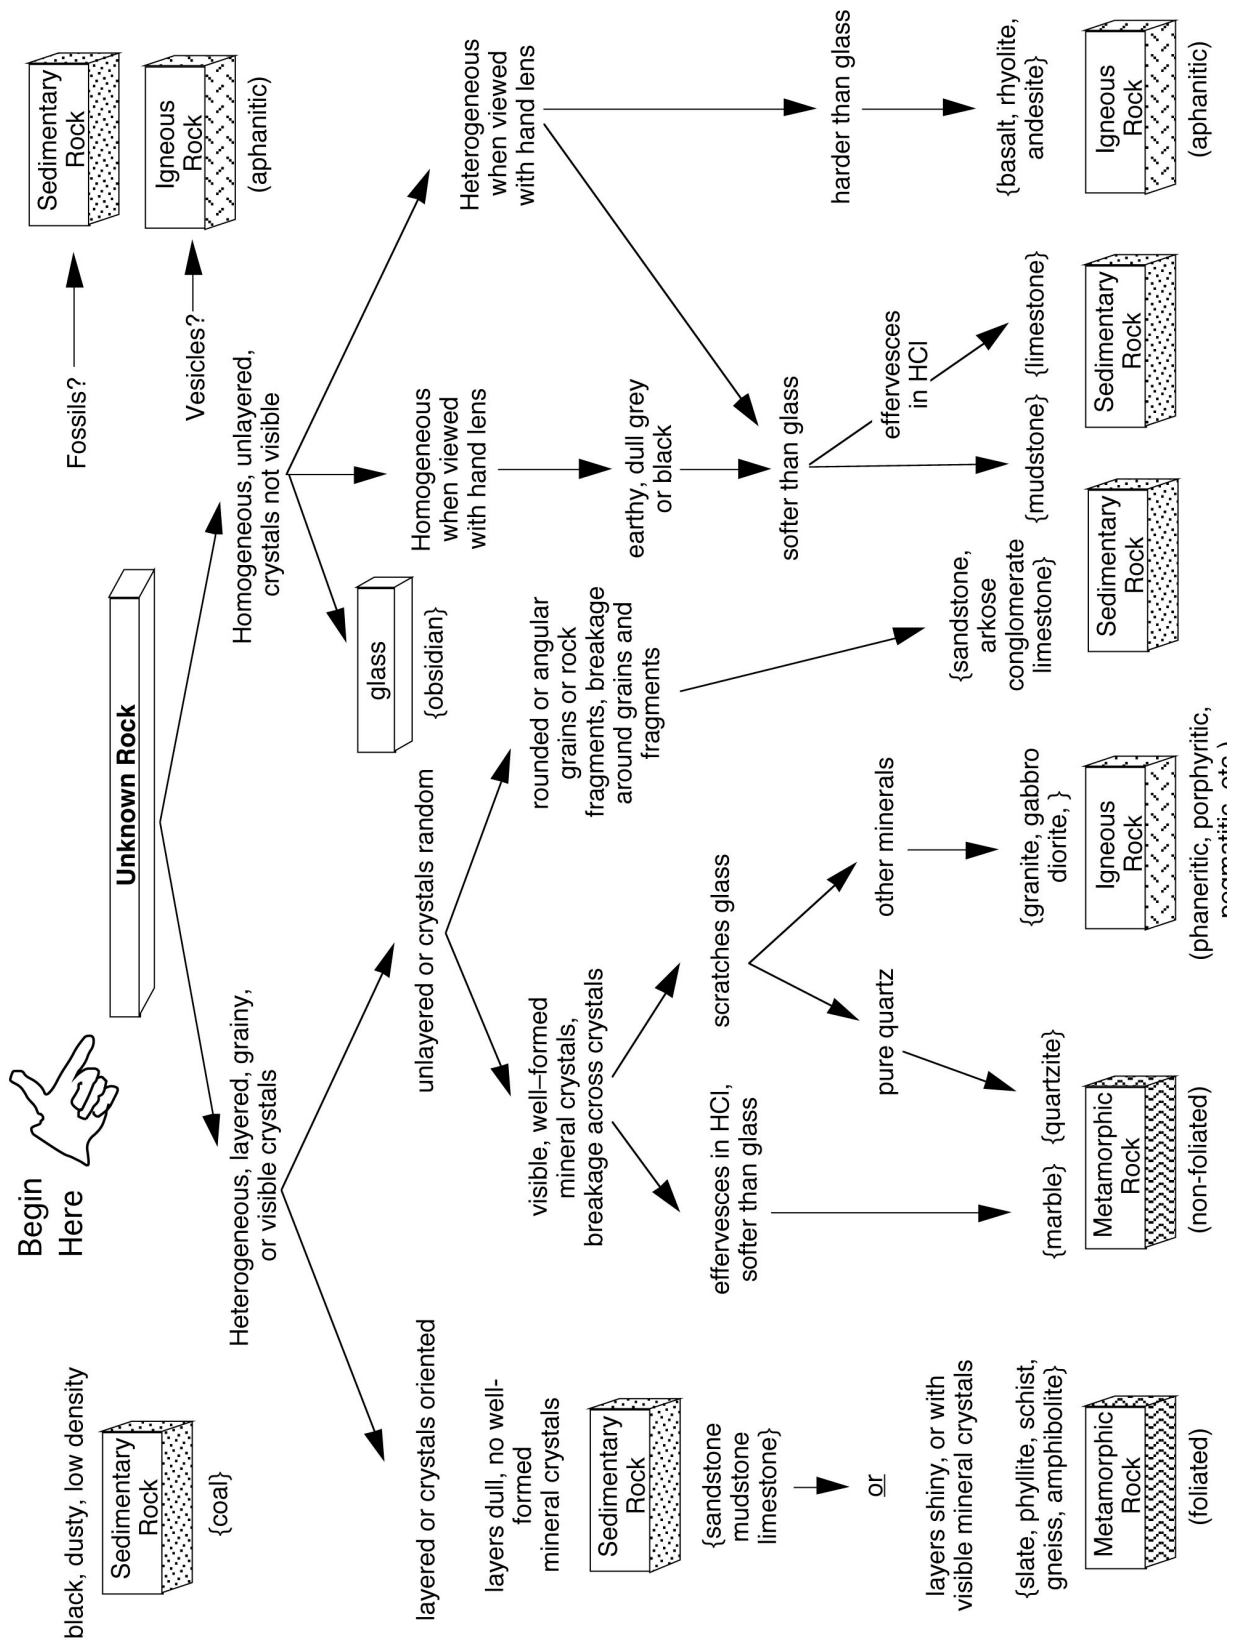 Begin
Here
Unknown Rock
Fossils?
Sedimentary
Rock
Vesicles?
Igneous
Rock
(aphanitic)
black, dusty, low density
Sedimentary
Rock
{coal}
Heterogeneous, layered, grainy,
or visible crystals
Homogeneous, unlayered,
crystals not visible
layered or crystals oriented
layers dull, no well-
formed
mineral crystals
Sedimentary
Rock
{sandstone
mudstone
limestone}
or
layers shiny, or with
visible mineral crystals
{slate, phyllite, schist,
gneiss, amphibolite}
Metamorphic
Rock
(foliated)
unlayered or crystals random
visible, well–formed
mineral crystals,
breakage across crystals
effervesces in HCl,
softer than glass
{marble}
scratches glass
pure quartz
{quartzite}
Metamorphic
Rock
(non-foliated)
other minerals
{granite, gabbro
diorite, }
Igneous
Rock
(phaneritic, porphyritic,
pegmatitic, etc.)
rounded or angular
grains or rock
fragments, breakage
around grains and
fragments
{sandstone,
arkose
conglomerate
limestone}
Sedimentary
Rock
glass
{obsidian}
Homogeneous
when viewed
with hand lens
earthy, dull grey
or black
softer than glass
{mudstone}
effervesces
in HCl
{limestone}
Sedimentary
Rock
Heterogeneous
when viewed
with hand lens
harder than glass
{basalt, rhyolite,
andesite}
Igneous
Rock
(aphanitic)